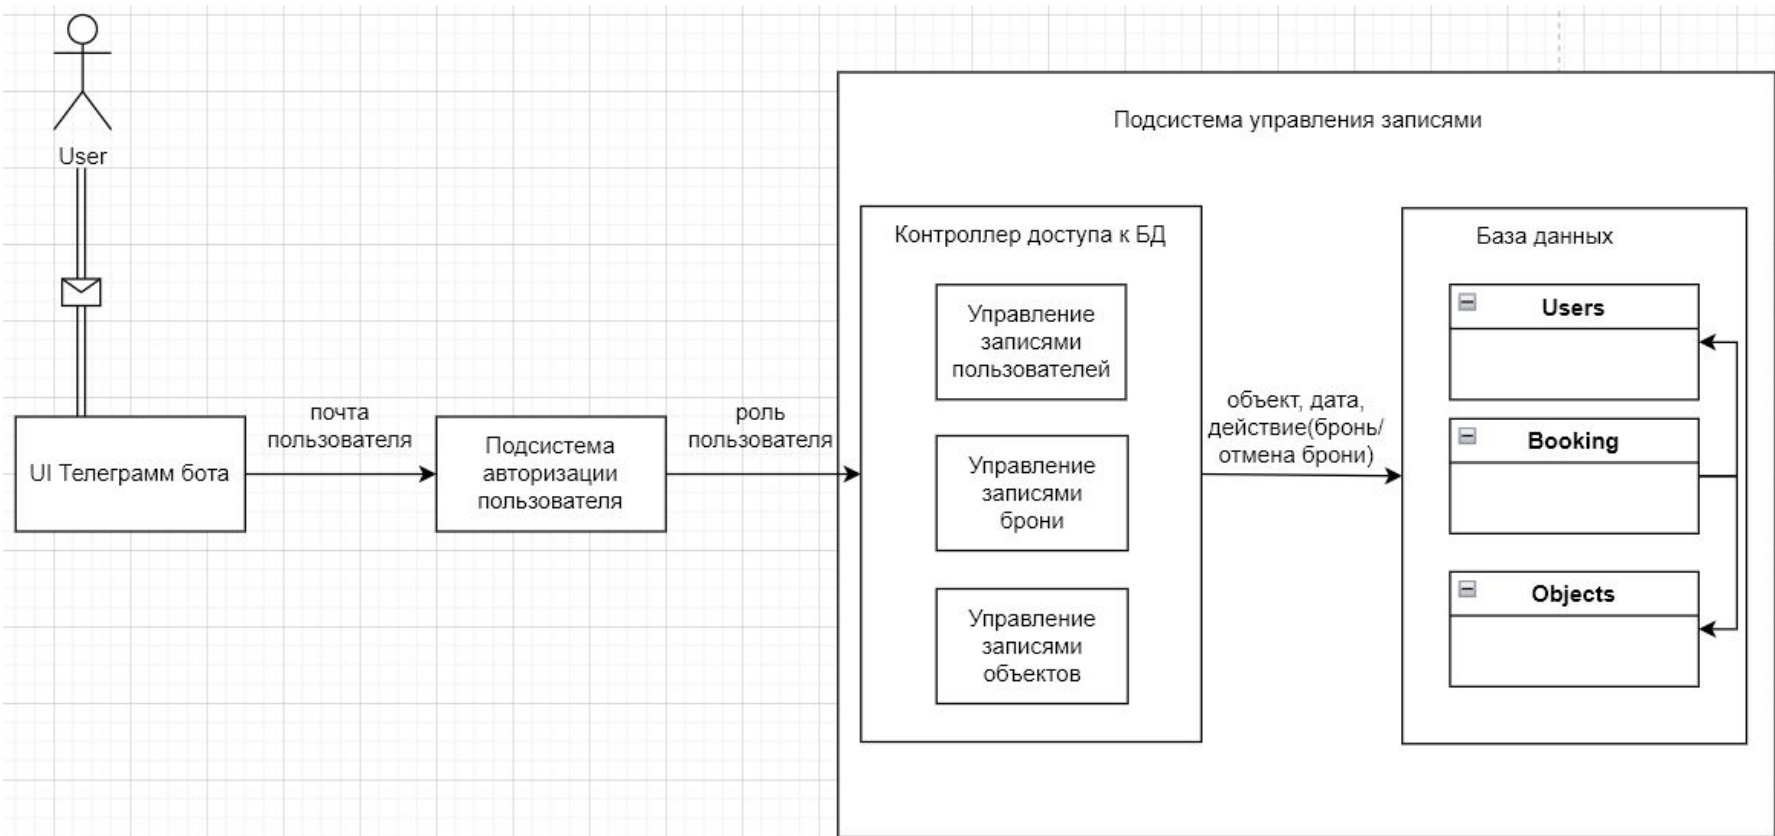 User
UI Телеграмм бота
почта
пользователя
Подсистема
авторизации
пользователя
роль
пользователя
Подсистема управления записями
Контроллер доступа к БД
Управление
записями
пользователей
Управление
записями
брони
Управление
записями
объектов
объект, дата,
действие(бронь/
отмена брони)
База данных
Users
Booking
Objects